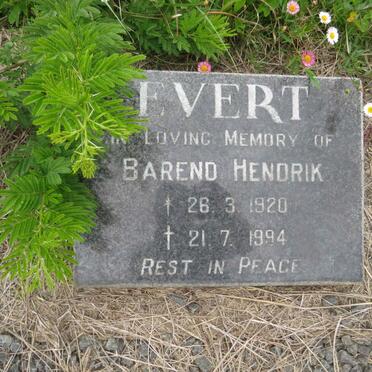 EVERT
IN LOVING MEMORY OF
BAREND HENDRIK
* 26.3.1920
† 21.7.1994
REST IN PEACE